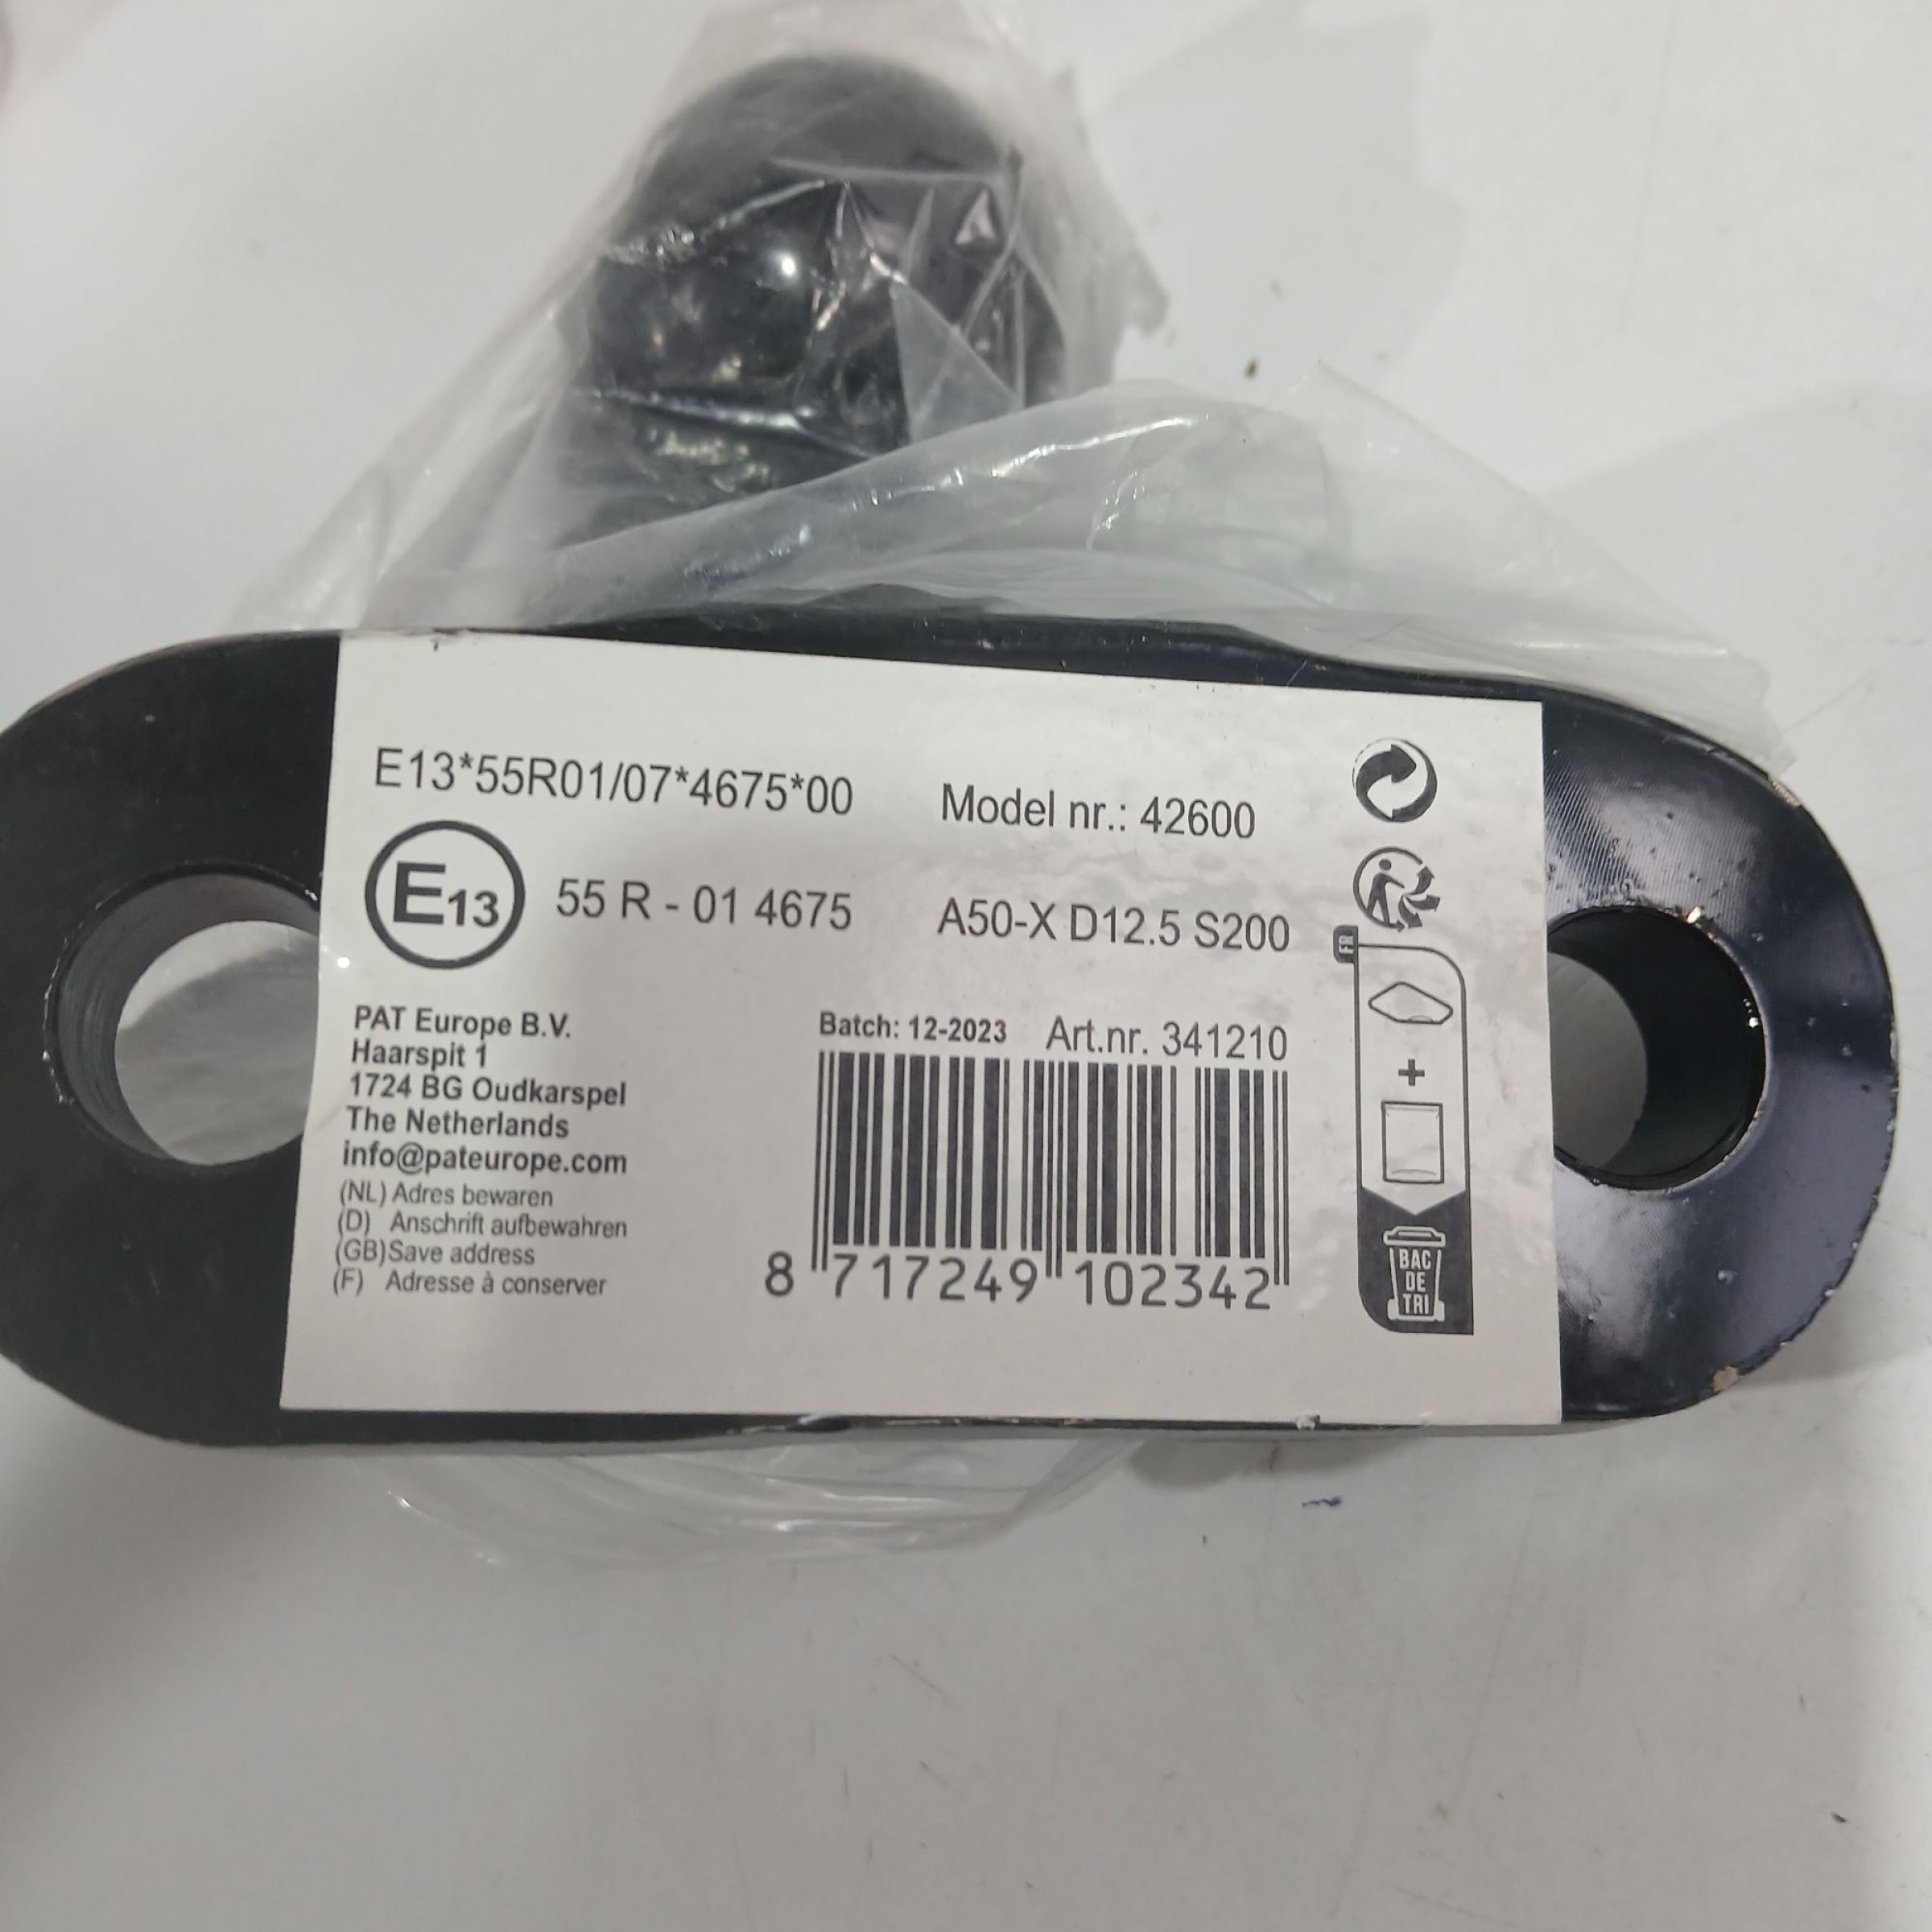 E13*55R01/07*4675*00
Model nr.: 42600
E13
55 R - 01 4675
A50-X D12.5 S200
PAT Europe B.V.
Haarspit 1
1724 BG Oudkarspel
The Netherlands
info@pateurope.com
(NL) Adres bewaren
(D) Anschrift aufbewahren
(GB)Save address
(F) Adresse à conserver
Batch: 12-2023
Art.nr. 341210
8 717249 102342
FR
+
BAC
DE
TRI